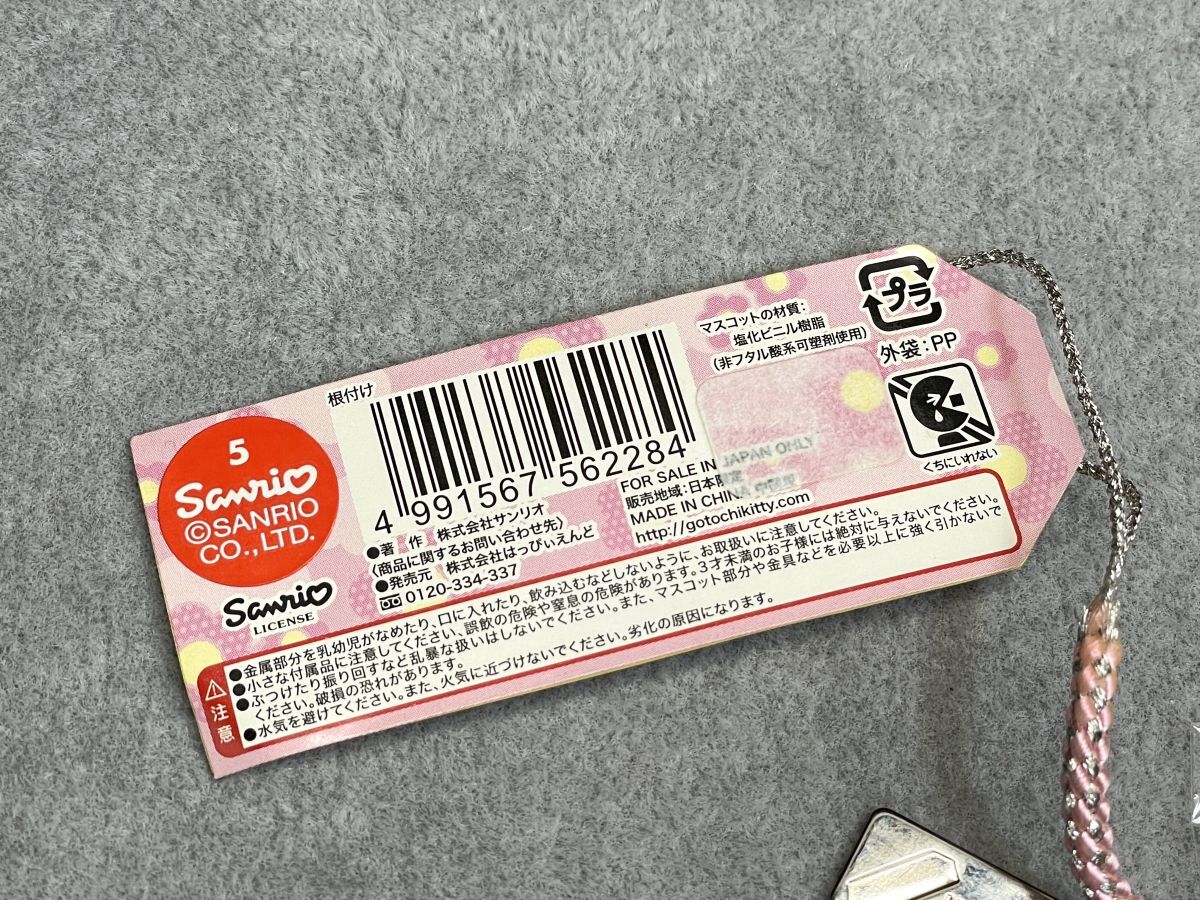 5
Sanrio
©SANRIO
CO.,LTD.
Sanrio
LICENSE
根付け
4 991567 562284
●著 作 株式会社サンリオ
〈商品に関するお問い合わせ先〉
●発売元 株式会社はっぴぃえんど
0120-334-337
マスコットの材質:
塩化ビニル樹脂
(非フタル酸系可塑剤使用)
プラ
外袋:PP
くちにいれない
FOR SALE IN JAPAN ONLY
販売地域:日本
MADE IN CHINA
http://gotochikitty.com
注意
●金属部分を乳幼児がなめたり、口に入れたり、飲み込むなどしないように、お取扱いに注意してください。
●小さな付属品に注意してください、誤飲の危険や窒息の危険があります。3才未満のお子様には絶対に与えないでください。
●ぶつけたり振り回すなど乱暴な扱いはしないでください。また、マスコット部分や金具などを必要以上に強く引かないで
ください。破損の恐れがあります。
●水気を避けてください。また、火気に近づけないでください。劣化の原因になります。